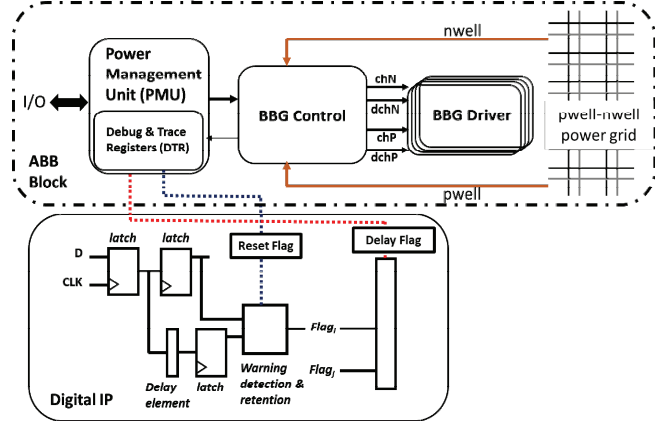 nwell
Power
Management
Unit (PMU)
I/O
Debug & Trace
Registers (DTR)
BBG Control
chN
dchN
chP
dchP
BBG Driver
pwell-nwell
power grid
ABB
Block
pwell
latch
latch
Reset Flag
Delay Flag
D
CLK
Flagi
Flagj
Delay
element
latch
Warning
detection &
retention
Digital IP